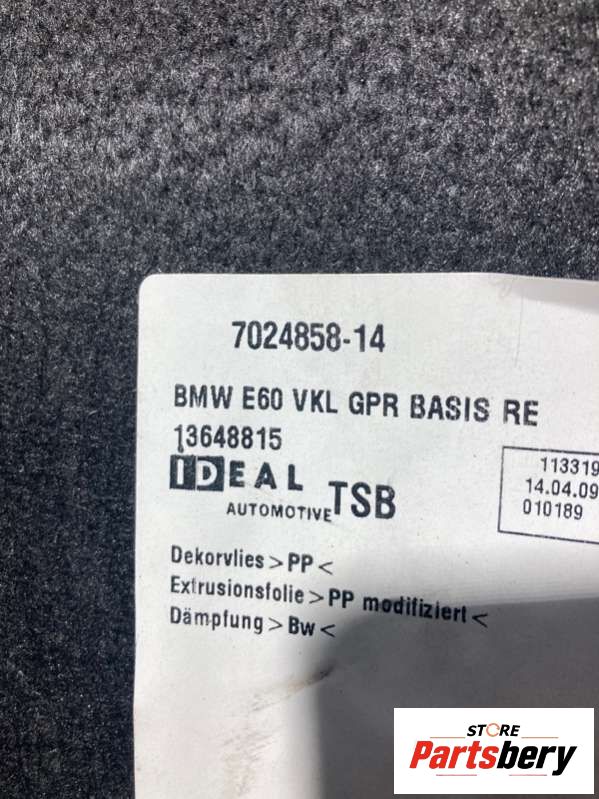 7024858-14
BMW E60 VKL GPR BASIS RE
13648815
IDEAL
AUTOMOTIVE TSB
113319
14.04.09
010189
Dekorvlies >PP<
Extrusionsfolie >PP modifiziert<
Dämpfung >Bw<
STORE
Partsbery